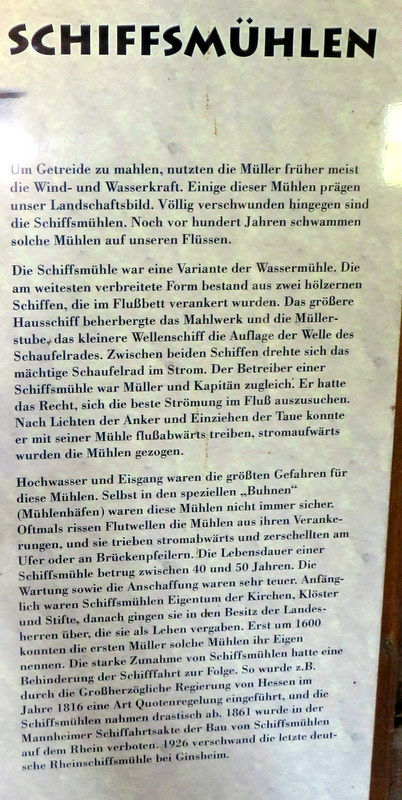 SCHIFFSMÜHLEN
Um Getreide zu mahlen, nutzten die Müller früher meist
die Wind- und Wasserkraft. Einige dieser Mühlen prägen
unser Landschaftsbild. Völlig verschwunden hingegen sind
die Schiffsmühlen. Noch vor hundert Jahren schwammen
solche Mühlen auf unseren Flüssen.
Die Schiffsmühle war eine Variante der Wassermühle. Die
am weitesten verbreitete Form bestand aus zwei hölzernen
Schiffen, die im Flußbett verankert wurden. Das größere
Hausschiff beherbergte das Mahlwerk und die Müller-
stube, das kleinere Wellenschiff die Auflage der Welle des
Schaufelrades. Zwischen beiden Schiffen drehte sich das
mächtige Schaufelrad im Strom. Der Betreiber einer
Schiffsmühle war Müller und Kapitän zugleich. Er hatte
das Recht, sich die beste Strömung im Fluß auszusuchen.
Nach Lichten der Anker und Einziehen der Taue konnte
er mit seiner Mühle flußabwärts treiben, stromaufwärts
wurden die Mühlen gezogen.
Hochwasser und Eisgang waren die größten Gefahren für
diese Mühlen. Selbst in den speziellen „Buhnen“
(Mühlenhäfen) waren diese Mühlen nicht immer sicher.
Oftmals rissen Flutwellen die Mühlen aus ihren Veranke-
rungen, und sie trieben stromabwärts und zerschellten am
Ufer oder an Brückenpfeilern. Die Lebensdauer einer
Schiffsmühle betrug zwischen 40 und 50 Jahren. Die
Wartung sowie die Anschaffung waren sehr teuer. Anfäng-
lich waren Schiffsmühlen Eigentum der Kirchen, Klöster
und Stifte, danach gingen sie in den Besitz der Landes-
herren über, die sie als Lehen vergaben. Erst um 1600
konnten die ersten Müller solche Mühlen ihr Eigen
nennen. Die starke Zunahme von Schiffsmühlen hatte eine
Behinderung der Schifffahrt zur Folge. So wurde z.B.
durch die Großherzögliche Regierung von Hessen im
Jahre 1816 eine Art Quotenregelung eingeführt, und die
Schiffsmühlen nahmen drastisch ab. 1861 wurde in der
Mannheimer Schiffahrtsakte der Bau von Schiffsmühlen
auf dem Rhein verboten. 1926 verschwand die letzte deut-
sche Rheinschiffsmühle bei Ginsheim.